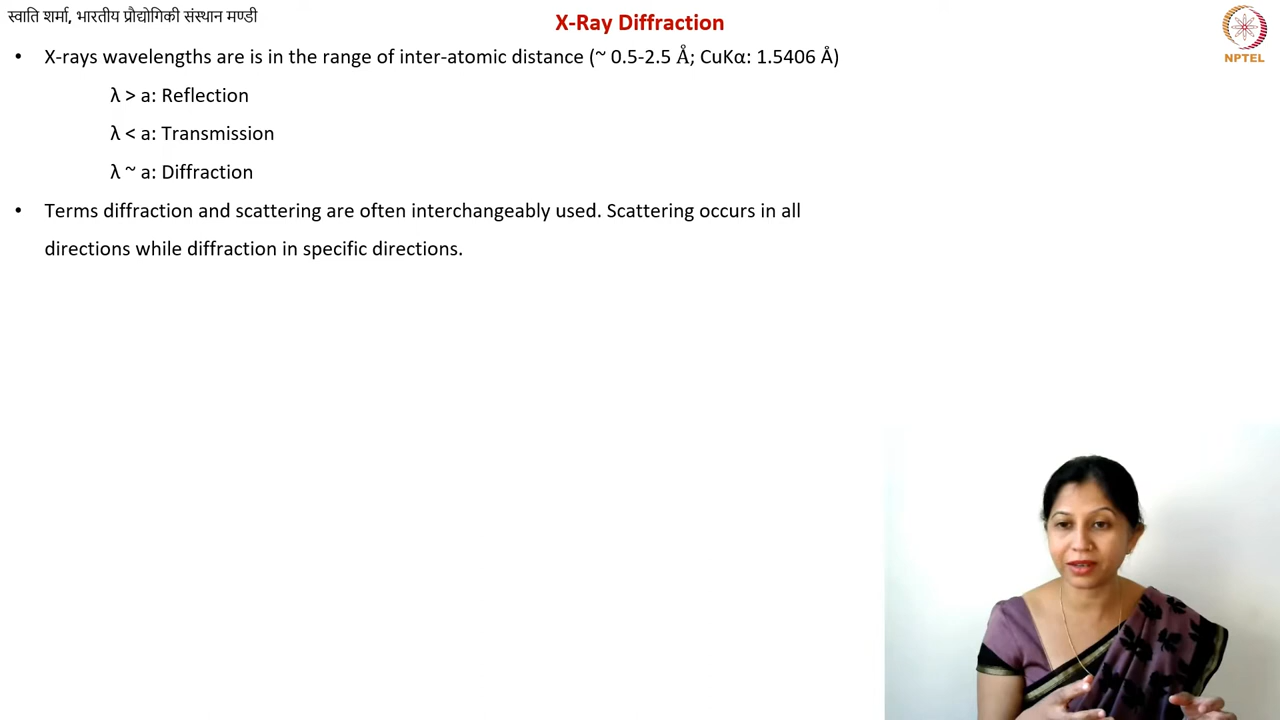 स्वाति शर्मा, भारतीय प्रौद्योगिकी संस्थान मण्डी
X-Ray Diffraction
NPTEL
• X-rays wavelengths are is in the range of inter-atomic distance (~ 0.5-2.5 Å; CuKα: 1.5406 Å)
λ > a: Reflection
λ < a: Transmission
λ ~ a: Diffraction
• Terms diffraction and scattering are often interchangeably used. Scattering occurs in all
directions while diffraction in specific directions.